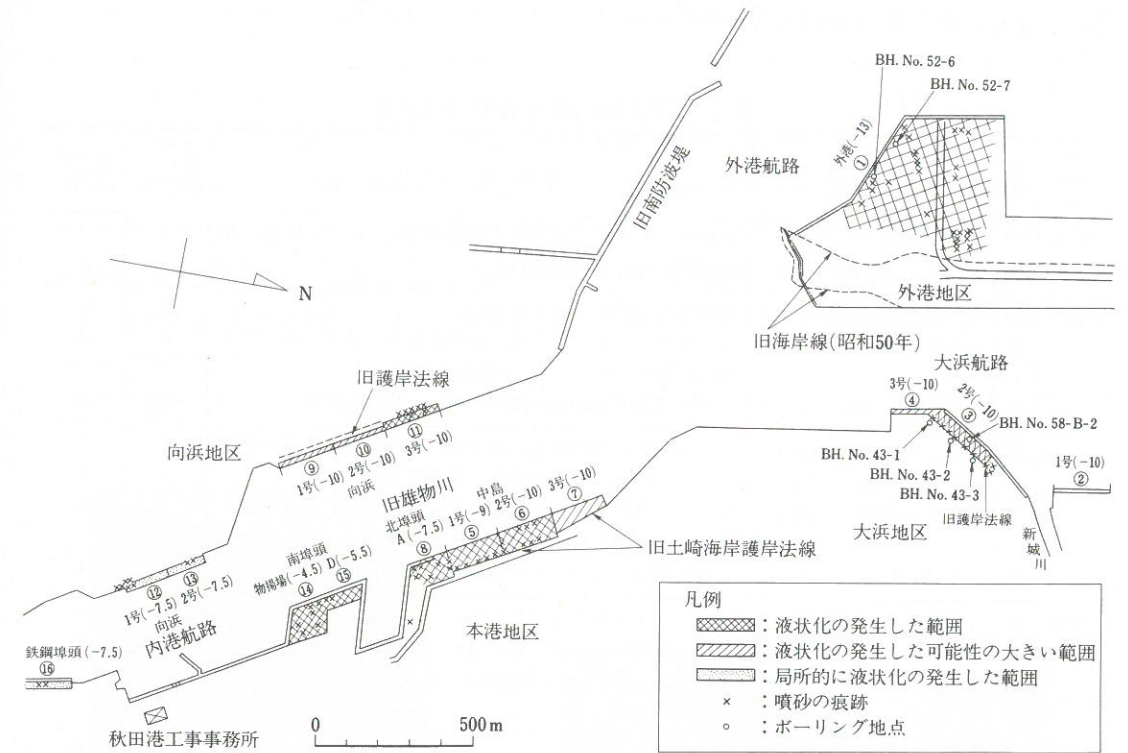 BH. No. 52-6
BH. No. 52-7
外港(-13)
①
外港航路
旧南防波堤
N
外港地区
旧海岸線(昭和50年)
大浜航路
3号(-10)
④
2号(-10)
③
BH. No. 58-B-2
BH. No. 43-1
BH. No. 43-2
BH. No. 43-3
1号(-10)
②
旧護岸法線
大浜地区
新城川
旧護岸法線
向浜地区
⑨
⑩
⑪
1号(-10) 2号(-10) 3号(-10)
向浜
旧雄物川
北埠頭
A(-7.5)
⑧
中島
1号(-9) 2号(-10) 3号(-10)
⑤
⑥
⑦
旧土崎海岸護岸法線
南埠頭
物揚場(-4.5) D(-5.5)
⑭
⑮
⑫
⑬
1号(-7.5) 2号(-7.5)
向浜
内港航路
本港地区
鉄鋼埠頭(-7.5)
⑯
秋田港工事事務所
0 500m
凡例
：液状化の発生した範囲
：液状化の発生した可能性の大きい範囲
：局所的に液状化の発生した範囲
×：噴砂の痕跡
○：ボーリング地点